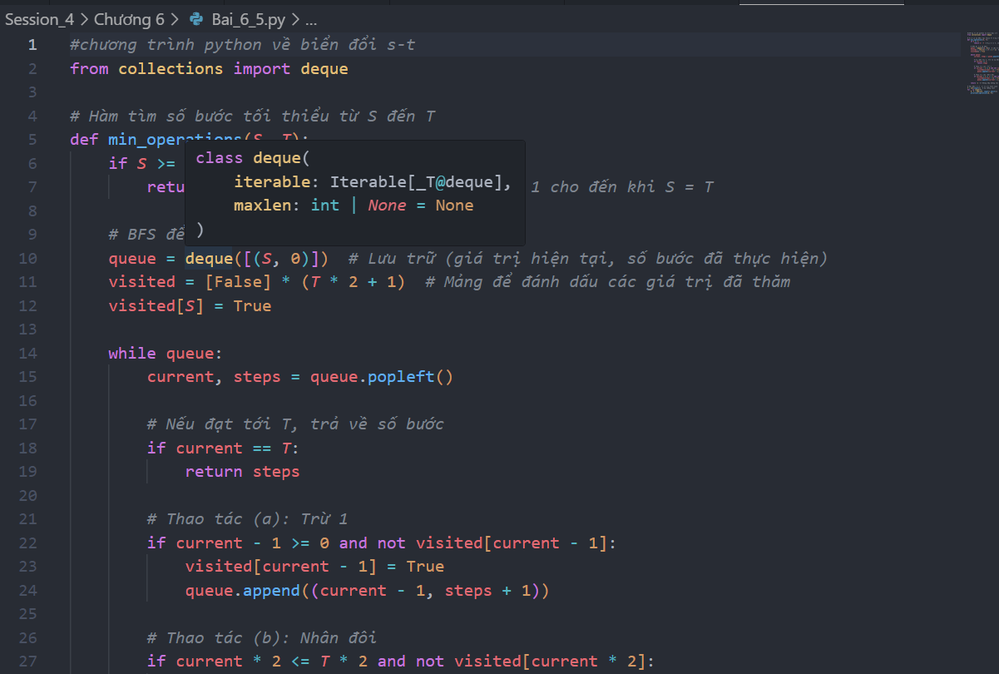 Session_4 > Chương 6 > Bai_6_5.py > ...
1 #chương trình python về biển đổi s-t
2 from collections import deque
3
4 # Hàm tìm số bước tối thiểu từ S đến T
5 def min_operations(S, T):
6 if S >=
7 retu 1 cho đến khi S = T
8
class deque(
iterable: Iterable[_T@deque],
maxlen: int | None = None
)
9 # BFS để
10 queue = deque([(S, 0)]) # Lưu trữ (giá trị hiện tại, số bước đã thực hiện)
11 visited = [False] * (T * 2 + 1) # Mảng để đánh dấu các giá trị đã thăm
12 visited[S] = True
13
14 while queue:
15 current, steps = queue.popleft()
16
17 # Nếu đạt tới T, trả về số bước
18 if current == T:
19 return steps
20
21 # Thao tác (a): Trừ 1
22 if current - 1 >= 0 and not visited[current - 1]:
23 visited[current - 1] = True
24 queue.append((current - 1, steps + 1))
25
26 # Thao tác (b): Nhân đôi
27 if current * 2 <= T * 2 and not visited[current * 2]: